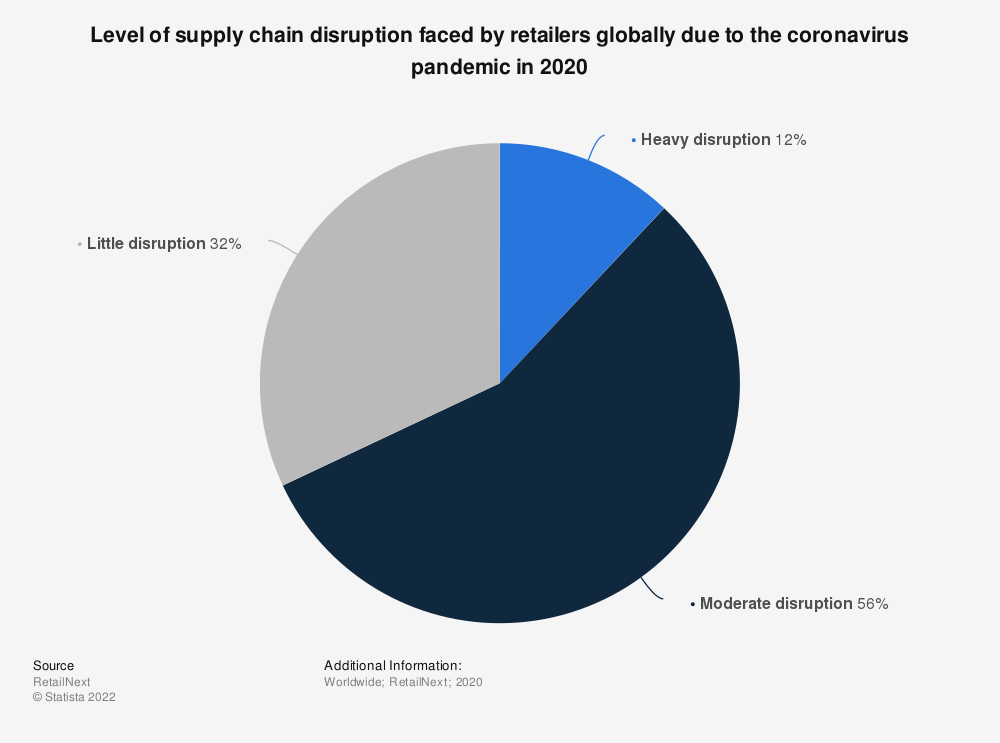 Level of supply chain disruption faced by retailers globally due to the coronavirus
pandemic in 2020
• Heavy disruption 12%
• Little disruption 32%
• Moderate disruption 56%
Source
RetailNext
© Statista 2022
Additional Information:
Worldwide; RetailNext; 2020